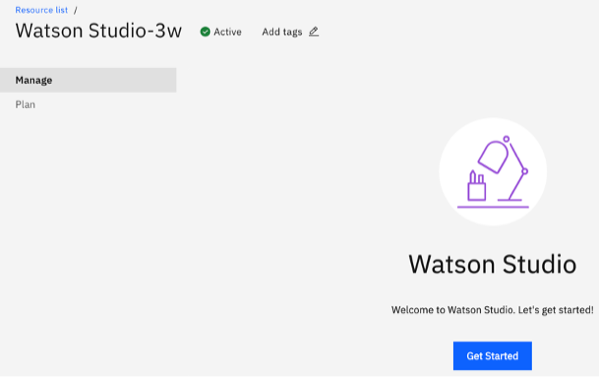 Resource list /
Watson Studio-3w Active Add tags
Manage
Plan
Watson Studio
Welcome to Watson Studio. Let's get started!
Get Started